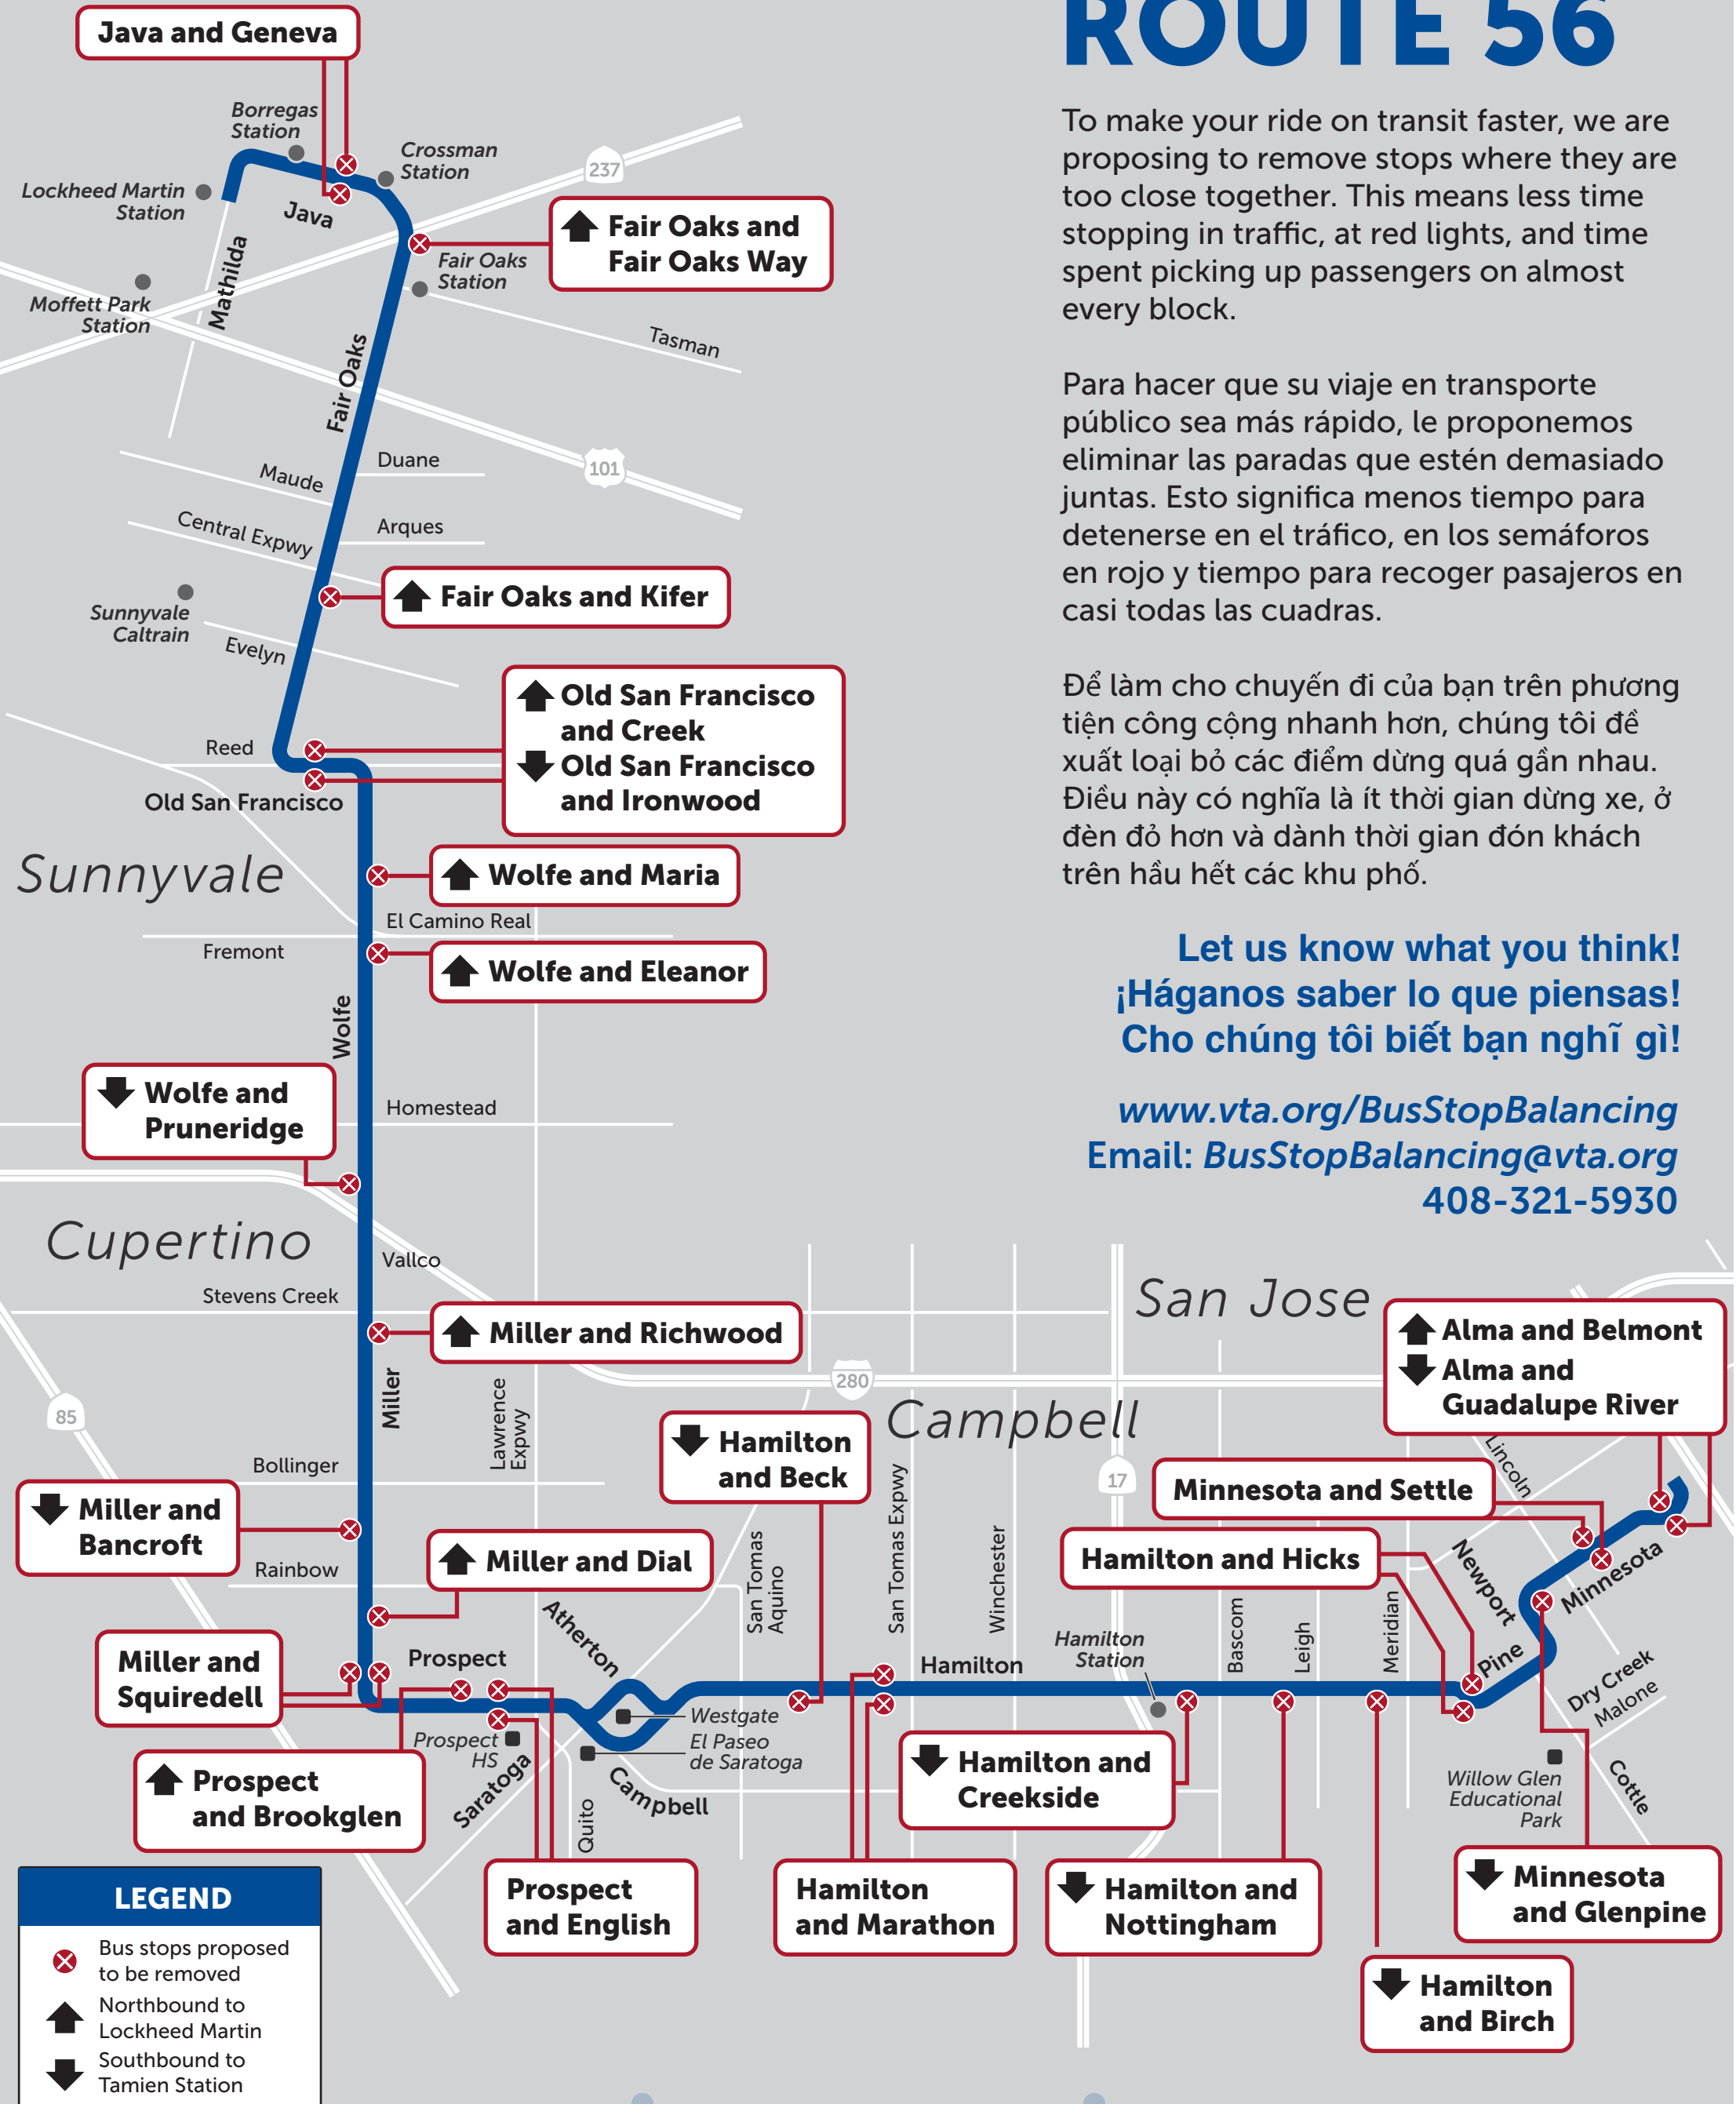 ROUTE 56
To make your ride on transit faster, we are
proposing to remove stops where they are
too close together. This means less time
stopping in traffic, at red lights, and time
spent picking up passengers on almost
every block.
Para hacer que su viaje en transporte
público sea más rápido, le proponemos
eliminar las paradas que estén demasiado
juntas. Esto significa menos tiempo para
detenerse en el tráfico, en los semáforos
en rojo y tiempo para recoger pasajeros en
casi todas las cuadras.
Để làm cho chuyến đi của bạn trên phương
tiện công cộng nhanh hơn, chúng tôi đề
xuất loại bỏ các điểm dừng quá gần nhau.
Điều này có nghĩa là ít thời gian dừng xe, ở
đèn đỏ hơn và dành thời gian đón khách
trên hầu hết các khu phố.
Let us know what you think!
¡Háganos saber lo que piensas!
Cho chúng tôi biết bạn nghĩ gì!
www.vta.org/BusStopBalancing
Email: BusStopBalancing@vta.org
408-321-5930
Java and Geneva
Borregas
Station
Crossman
Station
237
Lockheed Martin
Station
Java
Fair Oaks and
Fair Oaks Way
Mathilda
Fair Oaks
Station
Moffett Park
Station
Tasman
Fair Oaks
Duane
101
Maude
Central Expwy
Arques
Fair Oaks and Kifer
Sunnyvale
Caltrain
Evelyn
Old San Francisco
and Creek
Old San Francisco
and Ironwood
Reed
Old San Francisco
Sunnyvale
Wolfe and Maria
El Camino Real
Fremont
Wolfe and Eleanor
Wolfe
Wolfe and
Pruneridge
Homestead
Cupertino
Vallco
Stevens Creek
San Jose
Miller and Richwood
Alma and Belmont
Alma and
Guadalupe River
280
Miller
85
Lawrence
Expwy
Campbell
Hamilton
and Beck
Lincoln
Bollinger
17
Minnesota and Settle
Miller and
Bancroft
San Tomas Expwy
Winchester
San Tomas
Aquino
Hamilton and Hicks
Newport
Minnesota
Miller and Dial
Rainbow
Atherton
Bascom
Leigh
Meridian
Hamilton
Station
Miller and
Squiredell
Prospect
Hamilton
Pine
Dry Creek
Malone
Westgate
El Paseo
de Saratoga
Prospect
HS
Saratoga
Campbell
Quito
Hamilton and
Creekside
Willow Glen
Educational
Park
Cottle
Prospect
and Brookglen
Prospect
and English
Hamilton
and Marathon
Hamilton and
Nottingham
Minnesota
and Glenpine
Hamilton
and Birch
LEGEND
Bus stops proposed
to be removed
Northbound to
Lockheed Martin
Southbound to
Tamien Station